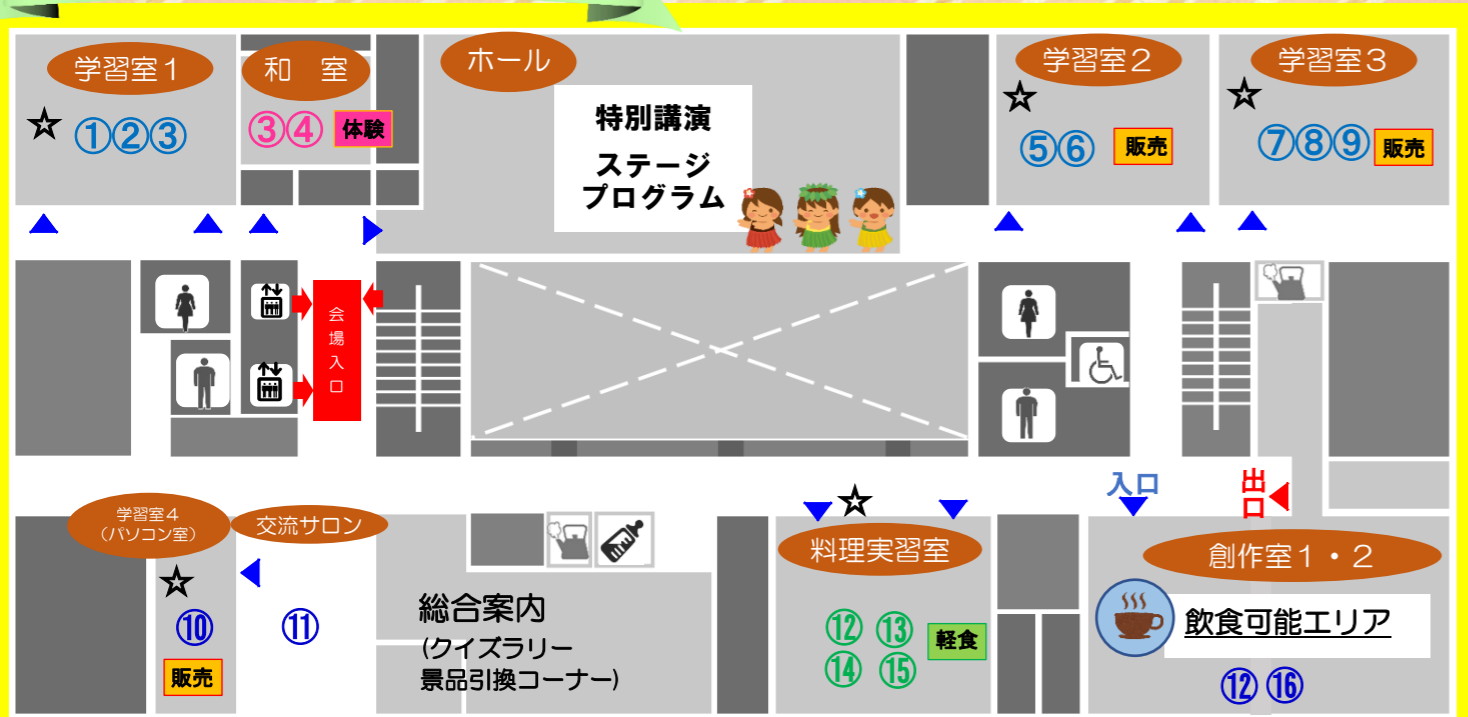 学習室1
①②③
和　室
③④
体験
ホール
特別講演
ステージ
プログラム
学習室2
⑤⑥
販売
学習室3
⑦⑧⑨
販売
会場入口
学習室4
(パソコン室)
⑩
販売
交流サロン
⑪
総合案内
(クイズラリー
景品引換コーナー)
料理実習室
⑫ ⑬
⑭ ⑮
軽食
入口
出口
創作室1・2
飲食可能エリア
⑫ ⑯